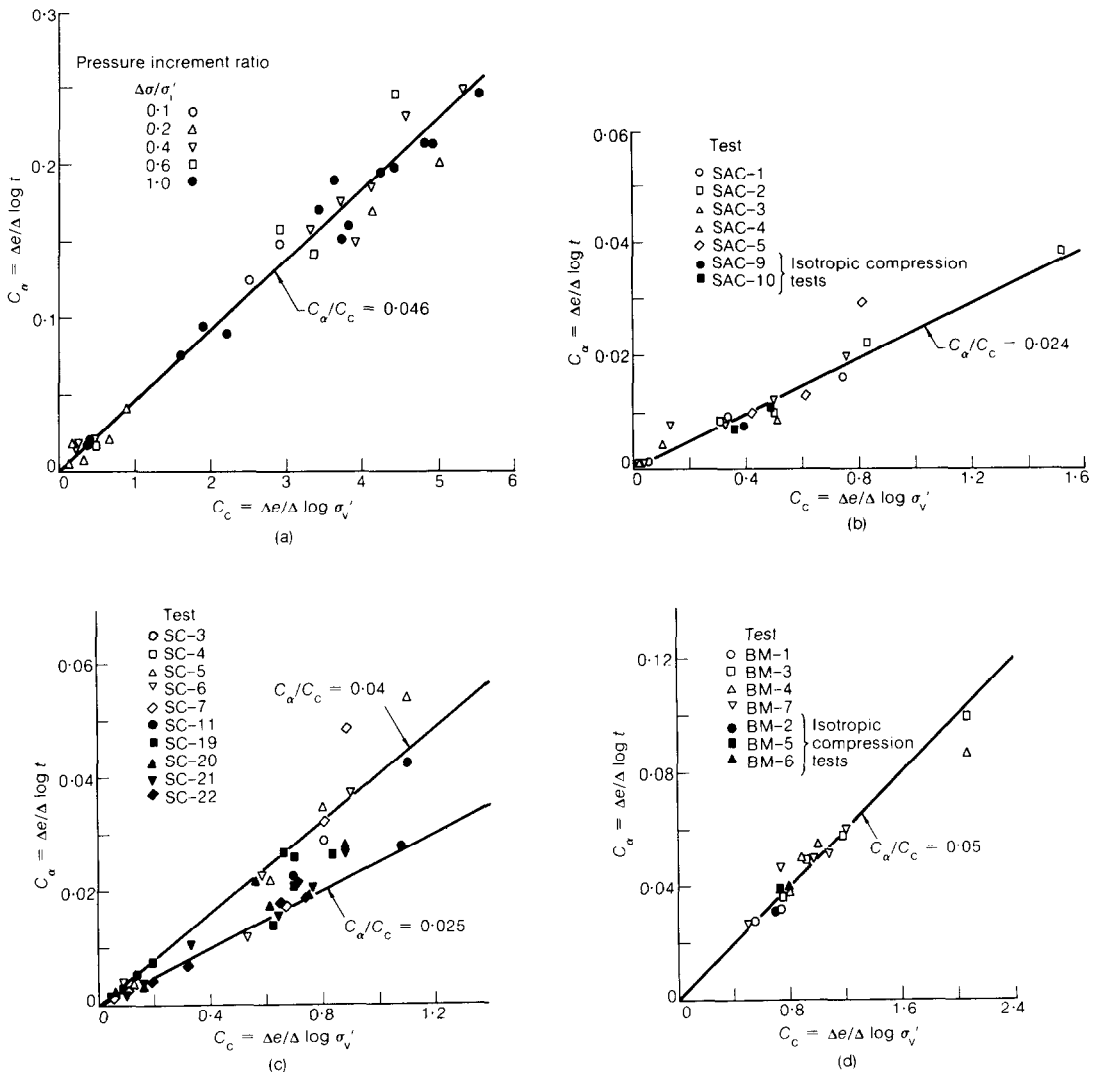 0·3
Pressure increment ratio
Δσ/σ′ᵢ
0·1 ○
0·2 △
0·4 ▽
0·6 □
1·0 ●
0·2
0·1
0
C_α = Δe/Δ log t
C_α/C_c = 0·046
0 1 2 3 4 5 6
C_c = Δe/Δ log σ_v′
(a)
0·06
Test
○ SAC-1
□ SAC-2
△ SAC-3
△ SAC-4
◇ SAC-5
● SAC-9
■ SAC-10
Isotropic compression
tests
0·04
0·02
0
C_α = Δe/Δ log t
C_α/C_c = 0·024
0 0·4 0·8 1·2 1·6
C_c = Δe/Δ log σ_v′
(b)
Test
○ SC-3
□ SC-4
△ SC-5
▽ SC-6
◇ SC-7
● SC-11
■ SC-19
▲ SC-20
▼ SC-21
◆ SC-22
0·06
0·04
0·02
0
C_α = Δe/Δ log t
C_α/C_c = 0·04
C_α/C_c = 0·025
0 0·4 0·8 1·2
C_c = Δe/Δ log σ_v′
(c)
Test
○ BM-1
□ BM-3
△ BM-4
▽ BM-7
● BM-2
■ BM-5
▲ BM-6
Isotropic
compression
tests
0·12
0·08
0·04
0
C_α = Δe/Δ log t
C_α/C_c = 0·05
0 0·8 1·6 2·4
C_c = Δe/Δ log σ_v′
(d)